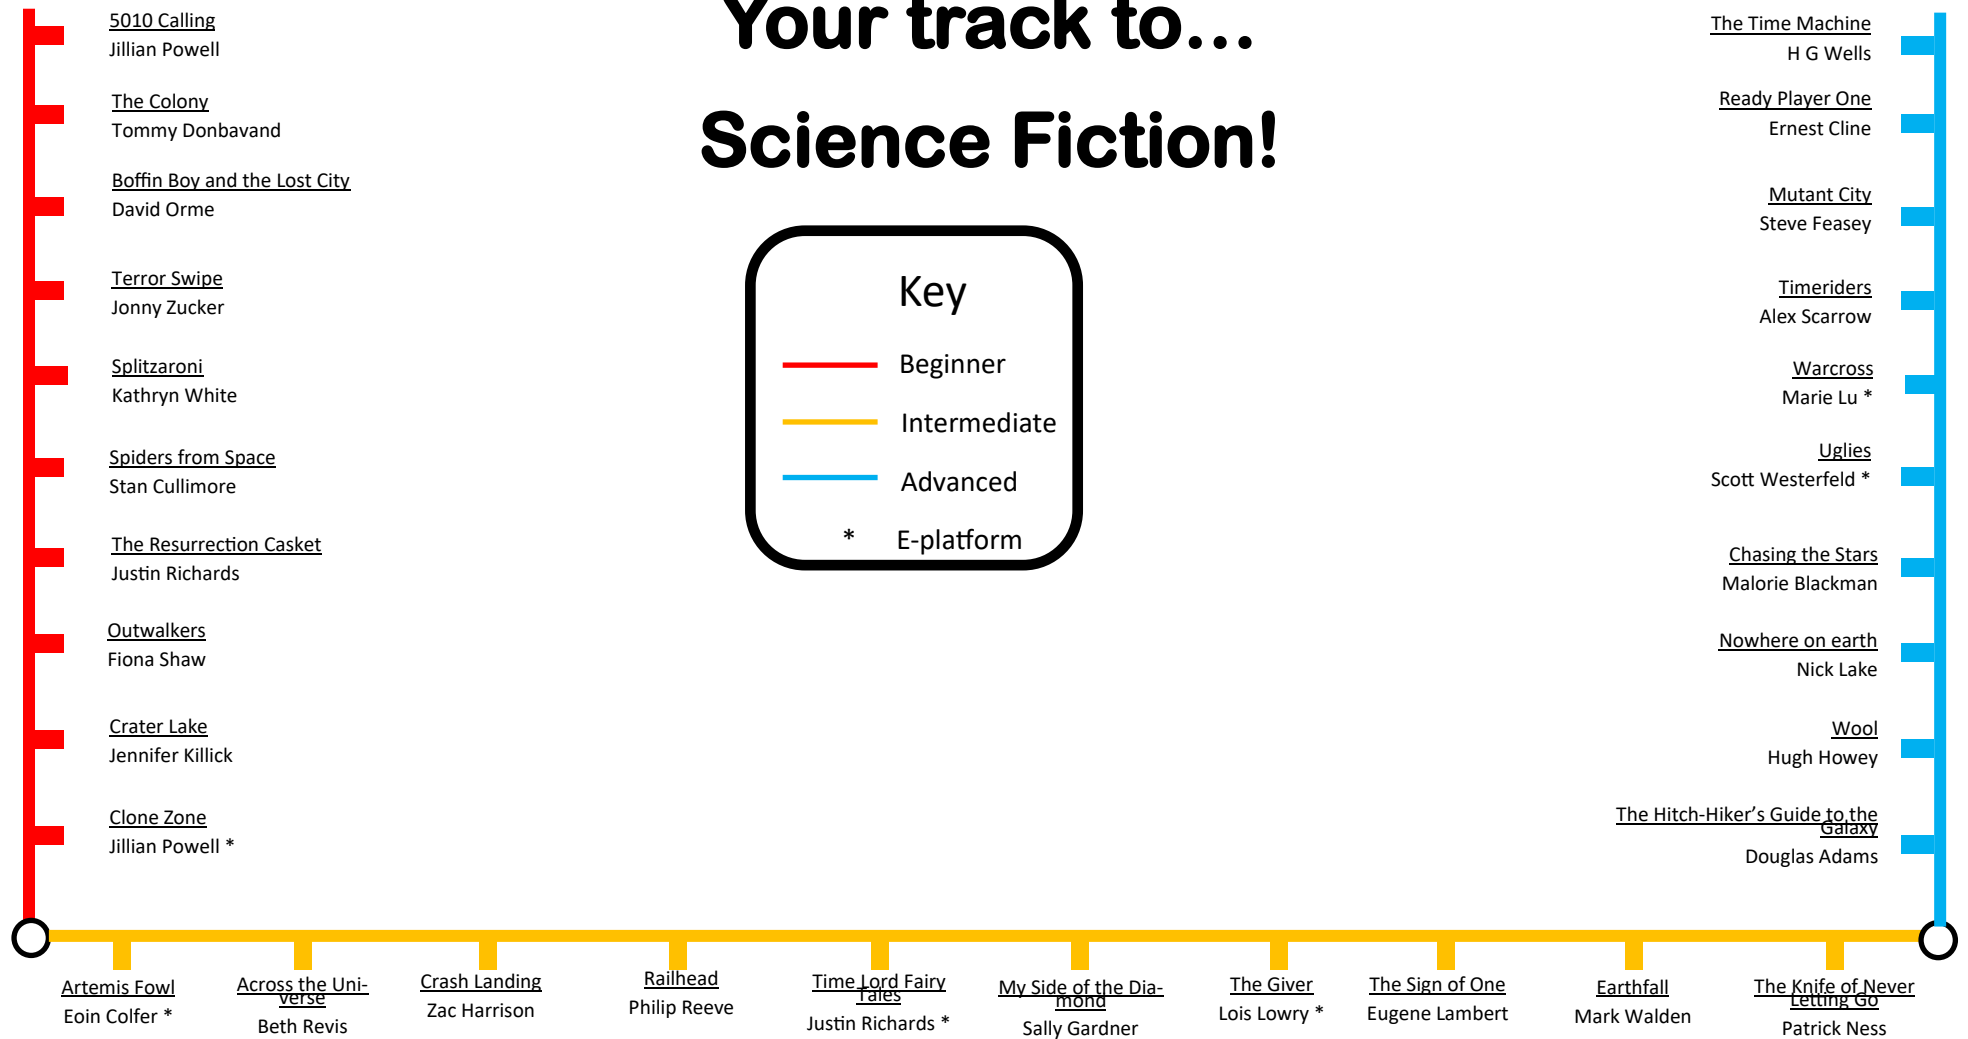 Your track to...
Science Fiction!
5010 Calling
Jillian Powell
The Colony
Tommy Donbavand
Boffin Boy and the Lost City
David Orme
Terror Swipe
Jonny Zucker
Splitzaroni
Kathryn White
Spiders from Space
Stan Cullimore
The Resurrection Casket
Justin Richards
Outwalkers
Fiona Shaw
Crater Lake
Jennifer Killick
Clone Zone
Jillian Powell *
Key
Beginner
Intermediate
Advanced
* E-platform
The Time Machine
H G Wells
Ready Player One
Ernest Cline
Mutant City
Steve Feasey
Timeriders
Alex Scarrow
Warcross
Marie Lu *
Uglies
Scott Westerfeld *
Chasing the Stars
Malorie Blackman
Nowhere on earth
Nick Lake
Wool
Hugh Howey
The Hitch-Hiker's Guide to the
Galaxy
Douglas Adams
Artemis Fowl
Eoin Colfer *
Across the Uni-
verse
Beth Revis
Crash Landing
Zac Harrison
Railhead
Philip Reeve
Time Lord Fairy
Tales
Justin Richards *
My Side of the Dia-
mond
Sally Gardner
The Giver
Lois Lowry *
The Sign of One
Eugene Lambert
Earthfall
Mark Walden
The Knife of Never
Letting Go
Patrick Ness